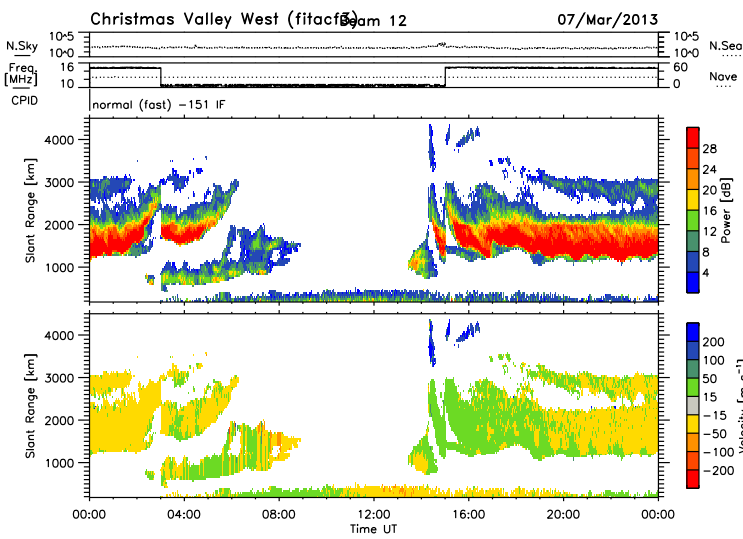 Christmas Valley West (fitacf3) Beam 12 07/Mar/2013
N.Sky 10^5 10^0 10^5 10^0 N.Sea
Freq. [MHz] 16 10 60 0 Nave
CPID normal (fast) -151 IF
Slant Range [km] 4000 3000 2000 1000
Power [dB] 28 24 20 16 12 8 4
Slant Range [km] 4000 3000 2000 1000
Velocity [m s^-1] 200 100 50 15 -15 -50 -100 -200
00:00 04:00 08:00 12:00 16:00 20:00 00:00
Time UT